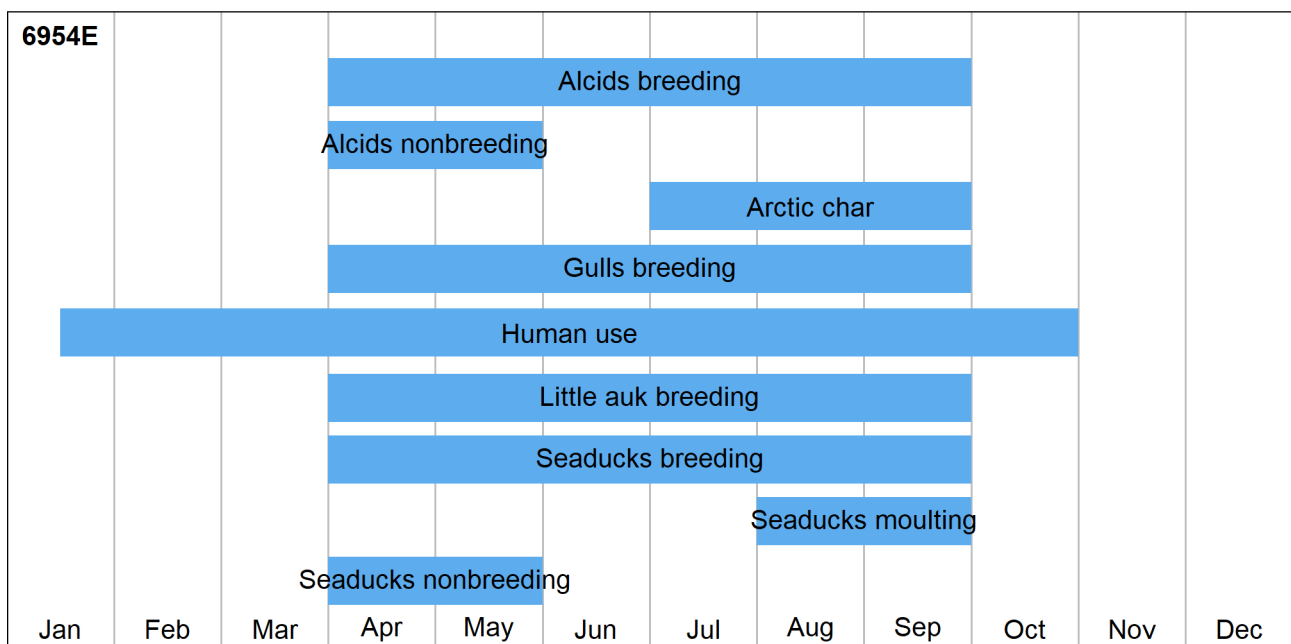 6954E
Alcids breeding
Alcids nonbreeding
Arctic char
Gulls breeding
Human use
Little auk breeding
Seaducks breeding
Seaducks moulting
Seaducks nonbreeding
Jan Feb Mar Apr May Jun Jul Aug Sep Oct Nov Dec